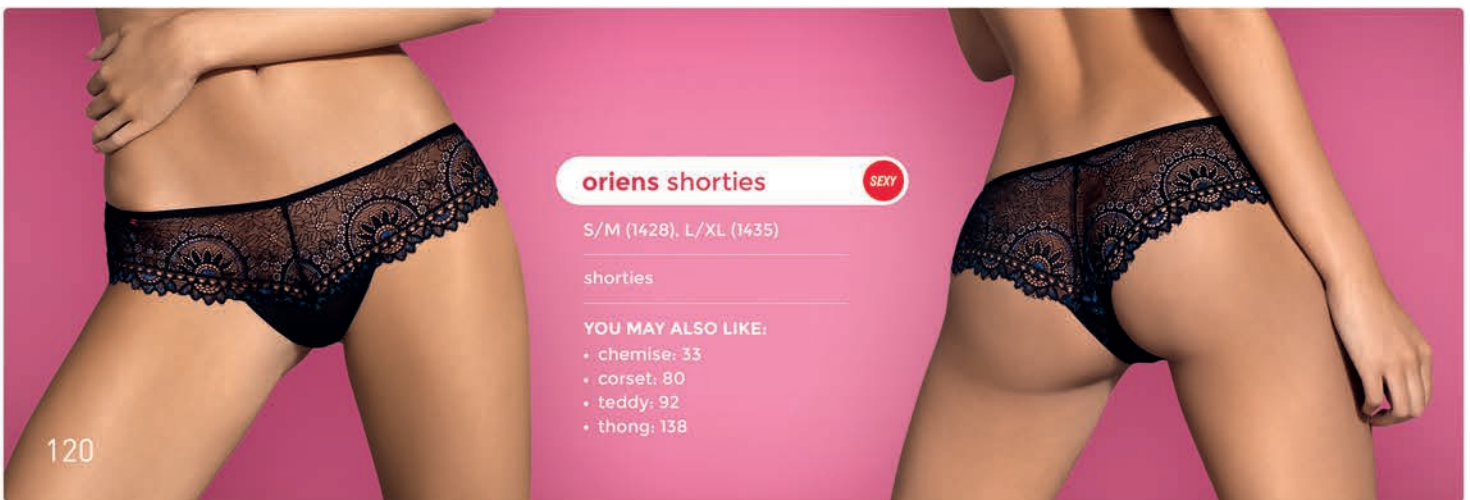 oriens shorties
SEXY
S/M (1428), L/XL (1435)
shorties
YOU MAY ALSO LIKE:
• chemise: 33
• corset: 80
• teddy: 92
• thong: 138
120